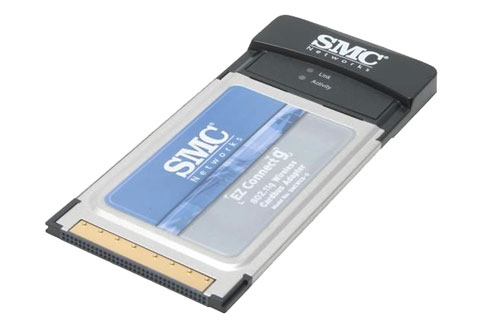 SMC
Networks
Link
Activity
SMC
Networks
EZ Connect g
802.11g Wireless
Cardbus Adapter